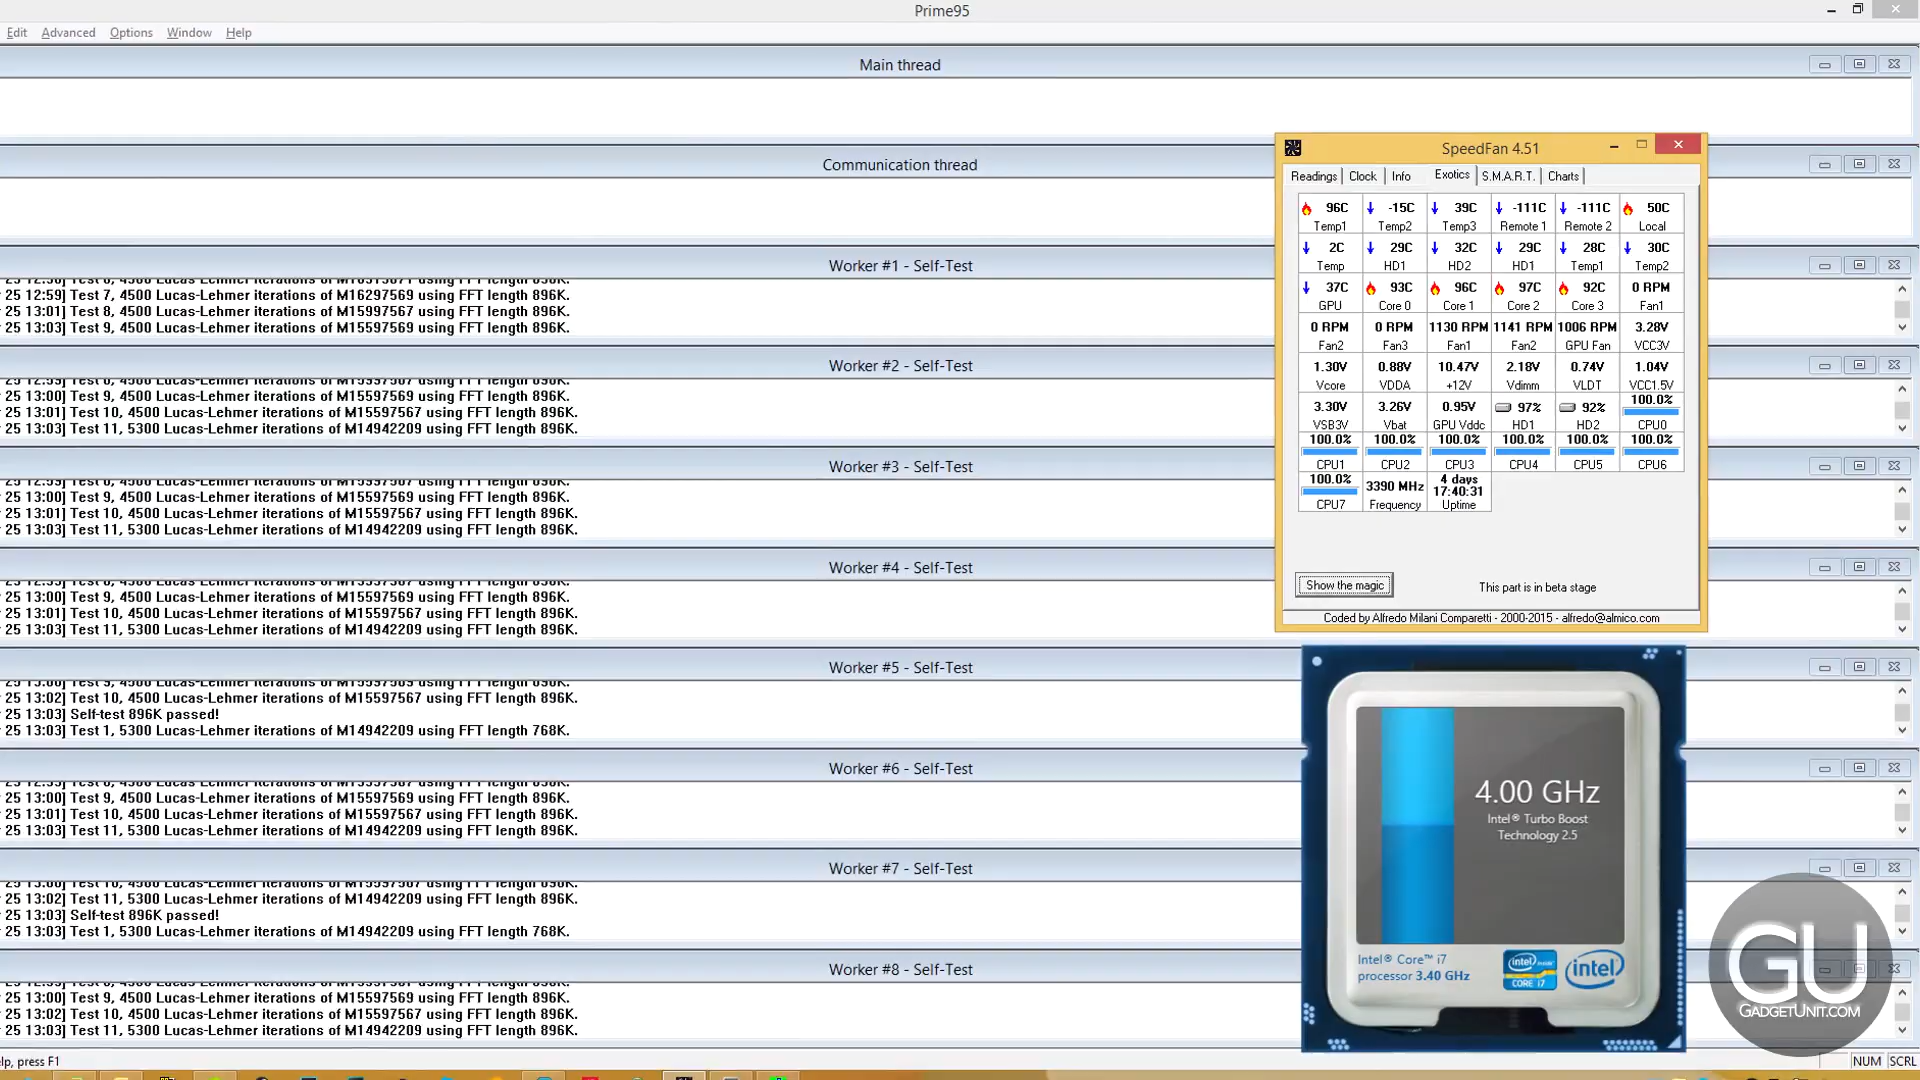 Prime95
Edit Advanced Options Window Help
Main thread
Communication thread
Worker #1 - Self-Test
25 12:59] Test 7, 4500 Lucas-Lehmer iterations of M16297569 using FFT length 896K.
25 13:01] Test 8, 4500 Lucas-Lehmer iterations of M15997567 using FFT length 896K.
25 13:03] Test 9, 4500 Lucas-Lehmer iterations of M15597569 using FFT length 896K.
Worker #2 - Self-Test
25 13:00] Test 9, 4500 Lucas-Lehmer iterations of M15597569 using FFT length 896K.
25 13:01] Test 10, 4500 Lucas-Lehmer iterations of M15597567 using FFT length 896K.
25 13:03] Test 11, 5300 Lucas-Lehmer iterations of M14942209 using FFT length 896K.
Worker #3 - Self-Test
25 13:00] Test 9, 4500 Lucas-Lehmer iterations of M15597569 using FFT length 896K.
25 13:01] Test 10, 4500 Lucas-Lehmer iterations of M15597567 using FFT length 896K.
25 13:03] Test 11, 5300 Lucas-Lehmer iterations of M14942209 using FFT length 896K.
Worker #4 - Self-Test
25 13:00] Test 9, 4500 Lucas-Lehmer iterations of M15597569 using FFT length 896K.
25 13:01] Test 10, 4500 Lucas-Lehmer iterations of M15597567 using FFT length 896K.
25 13:03] Test 11, 5300 Lucas-Lehmer iterations of M14942209 using FFT length 896K.
Worker #5 - Self-Test
25 13:02] Test 10, 4500 Lucas-Lehmer iterations of M15597567 using FFT length 896K.
25 13:03] Self-test 896K passed!
25 13:03] Test 1, 5300 Lucas-Lehmer iterations of M14942209 using FFT length 768K.
Worker #6 - Self-Test
25 13:00] Test 9, 4500 Lucas-Lehmer iterations of M15597569 using FFT length 896K.
25 13:01] Test 10, 4500 Lucas-Lehmer iterations of M15597567 using FFT length 896K.
25 13:03] Test 11, 5300 Lucas-Lehmer iterations of M14942209 using FFT length 896K.
Worker #7 - Self-Test
25 13:02] Test 11, 5300 Lucas-Lehmer iterations of M14942209 using FFT length 896K.
25 13:03] Self-test 896K passed!
25 13:03] Test 1, 5300 Lucas-Lehmer iterations of M14942209 using FFT length 768K.
Worker #8 - Self-Test
25 13:00] Test 9, 4500 Lucas-Lehmer iterations of M15597569 using FFT length 896K.
25 13:02] Test 10, 4500 Lucas-Lehmer iterations of M15597567 using FFT length 896K.
25 13:03] Test 11, 5300 Lucas-Lehmer iterations of M14942209 using FFT length 896K.
lp, press F1
NUM SCRL
SpeedFan 4.51
Readings Clock Info Exotics S.M.A.R.T. Charts
96C -15C 39C -111C -111C 50C
Temp1 Temp2 Temp3 Remote 1 Remote 2 Local
2C 29C 32C 29C 28C 30C
Temp HD1 HD2 HD1 Temp1 Temp2
37C 93C 96C 97C 92C 0 RPM
GPU Core 0 Core 1 Core 2 Core 3 Fan1
0 RPM 0 RPM 1130 RPM 1141 RPM 1006 RPM 3.28V
Fan2 Fan3 Fan1 Fan2 GPU Fan VCC3V
1.30V 0.88V 10.47V 2.18V 0.74V 1.04V
Vcore VDDA +12V Vdimm VLDT VCC1.5V
3.30V 3.26V 0.95V 97% 92% 100.0%
VSB3V Vbat GPU Vddc HD1 HD2 CPU0
100.0% 100.0% 100.0% 100.0% 100.0% 100.0%
CPU1 CPU2 CPU3 CPU4 CPU5 CPU6
100.0% 3390 MHz 4 days 17:40:31
CPU7 Frequency Uptime
Show the magic
This part is in beta stage
Coded by Alfredo Milani Comparetti - 2000-2015 - alfredo@almico.com
4.00 GHz
Intel® Turbo Boost
Technology 2.5
Intel® Core™ i7
processor 3.40 GHz
intel inside
CORE i7
intel
GU
GADGETUNIT.COM